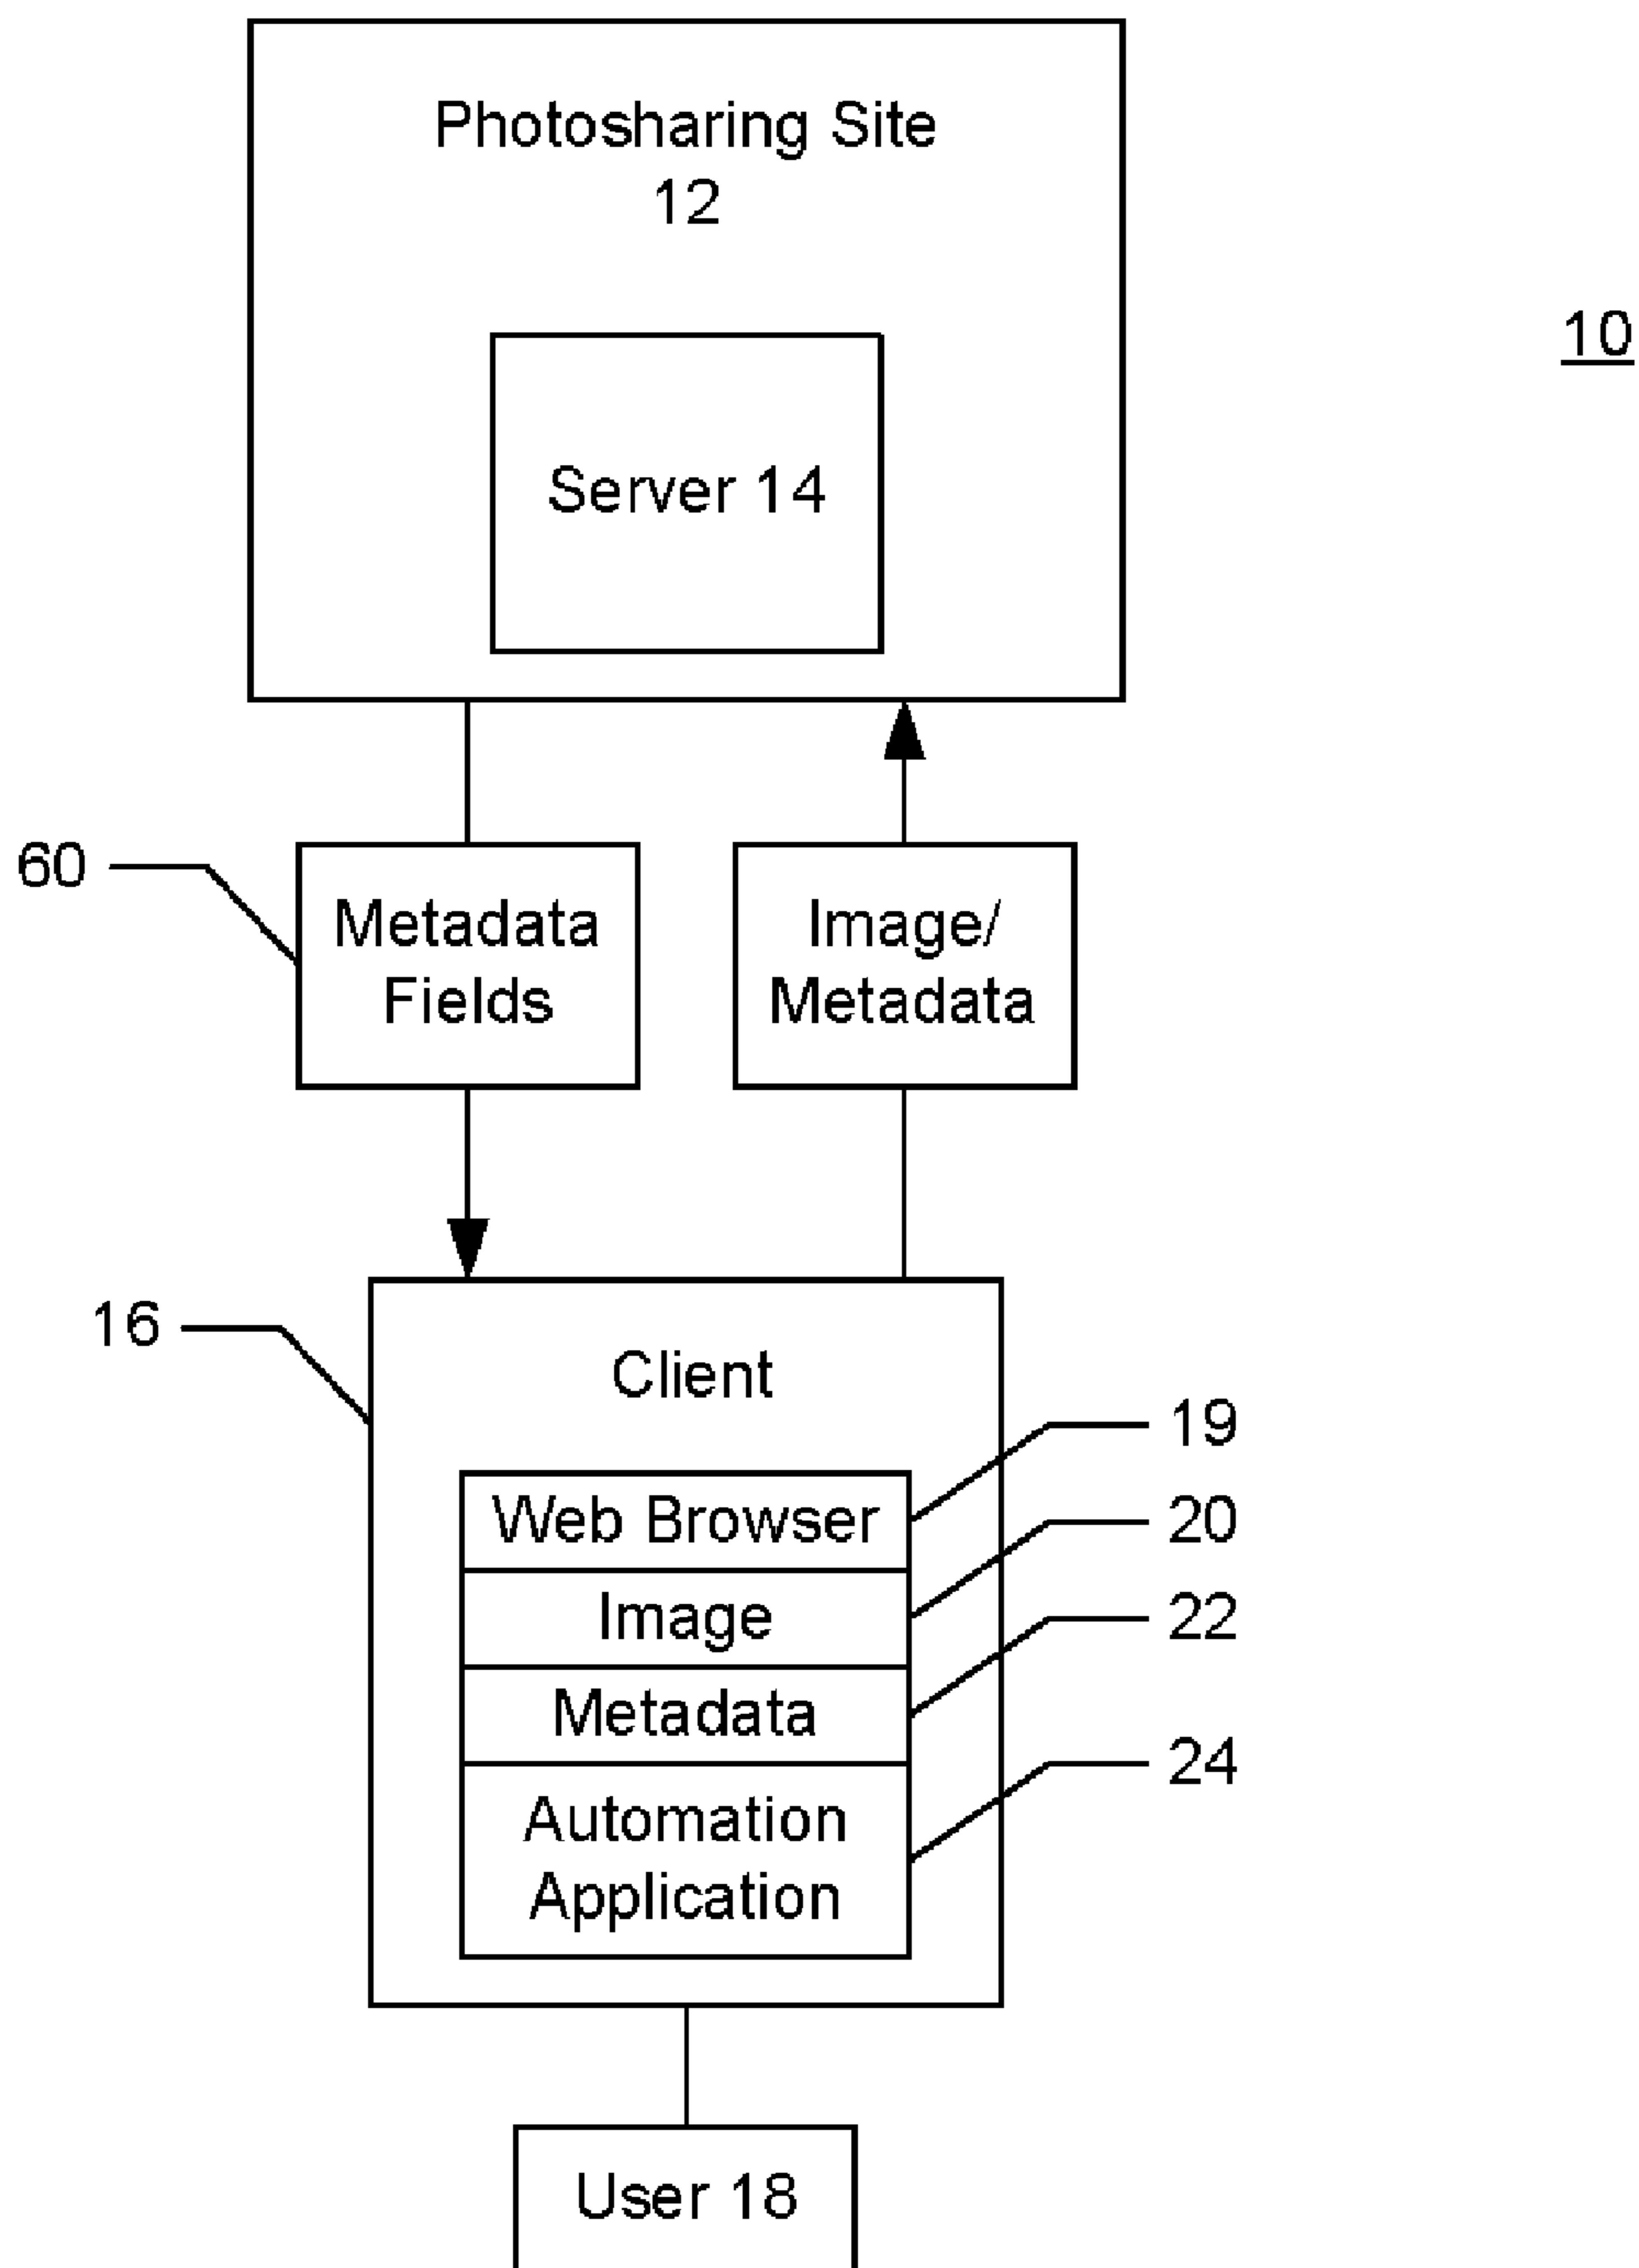 Photosharing Site
12
10
Server 14
60
Metadata
Fields
Image/
Metadata
16
Client
19
Web Browser
20
Image
22
Metadata
24
Automation
Application
User 18